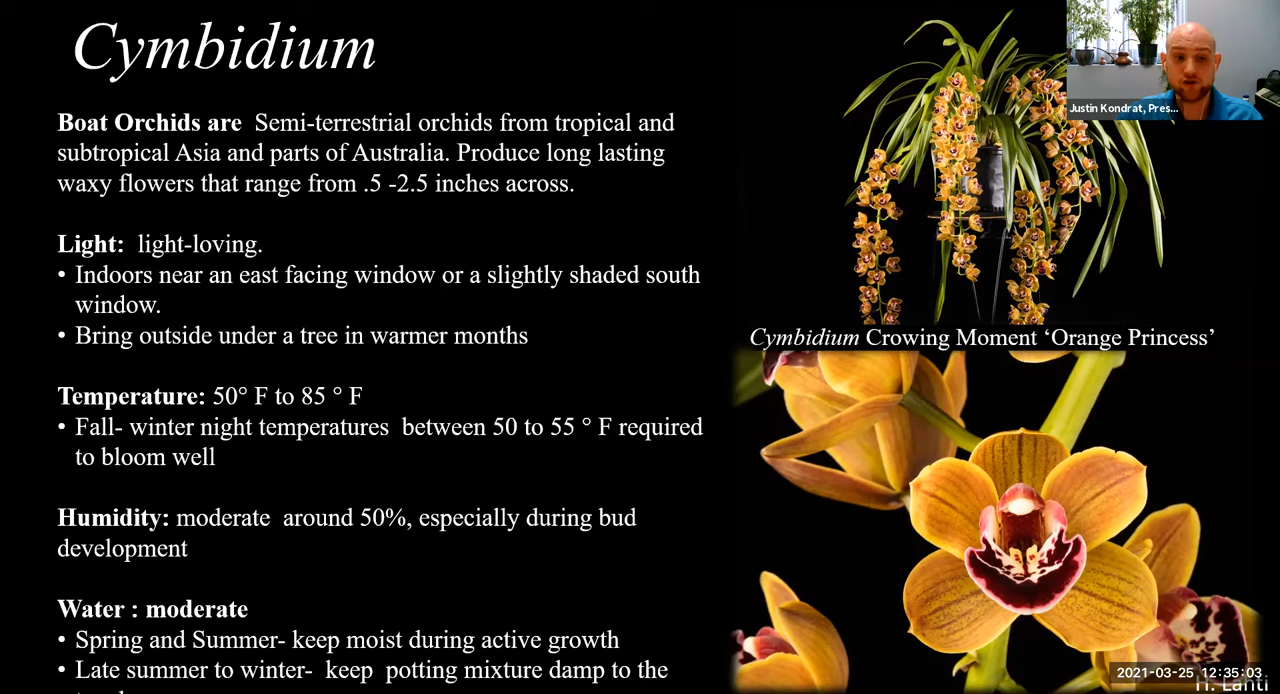 Cymbidium
Boat Orchids are Semi-terrestrial orchids from tropical and
subtropical Asia and parts of Australia. Produce long lasting
waxy flowers that range from .5 -2.5 inches across.
Light: light-loving.
• Indoors near an east facing window or a slightly shaded south
window.
• Bring outside under a tree in warmer months
Temperature: 50° F to 85 ° F
• Fall- winter night temperatures between 50 to 55 ° F required
to bloom well
Humidity: moderate around 50%, especially during bud
development
Water : moderate
• Spring and Summer- keep moist during active growth
• Late summer to winter- keep potting mixture damp to the
Justin Kondrat, Pres...
Cymbidium Crowing Moment ‘Orange Princess’
2021-03-25 12:35:03
H. Lahti